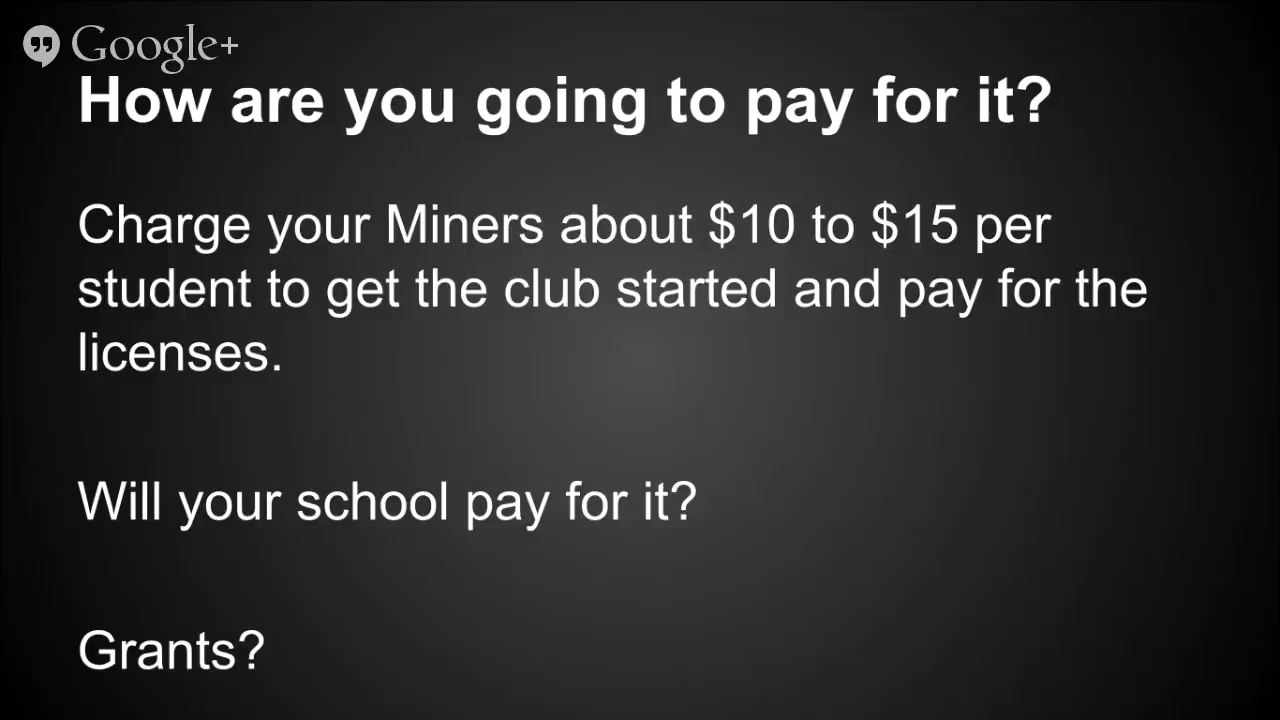 Google+
How are you going to pay for it?
Charge your Miners about $10 to $15 per
student to get the club started and pay for the
licenses.
Will your school pay for it?
Grants?